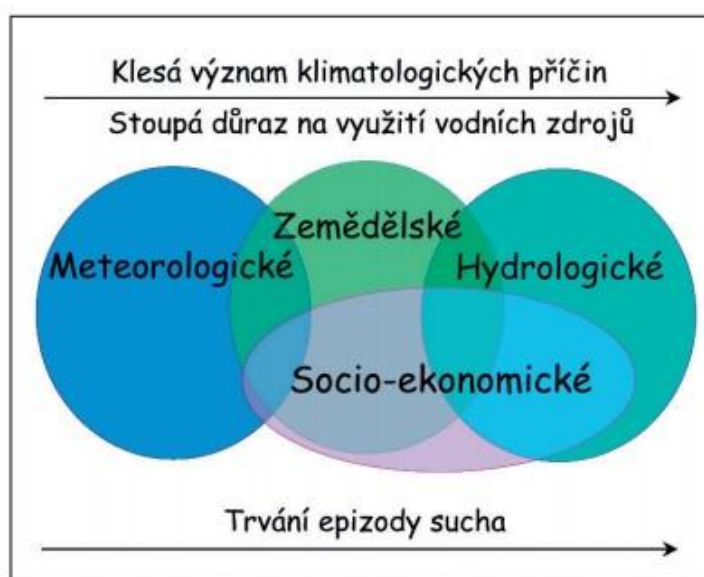 Klesá význam klimatologických příčin
Stoupá důraz na využití vodních zdrojů
Zemědělské
Meteorologické
Hydrologické
Socio-ekonomické
Trvání epizody sucha